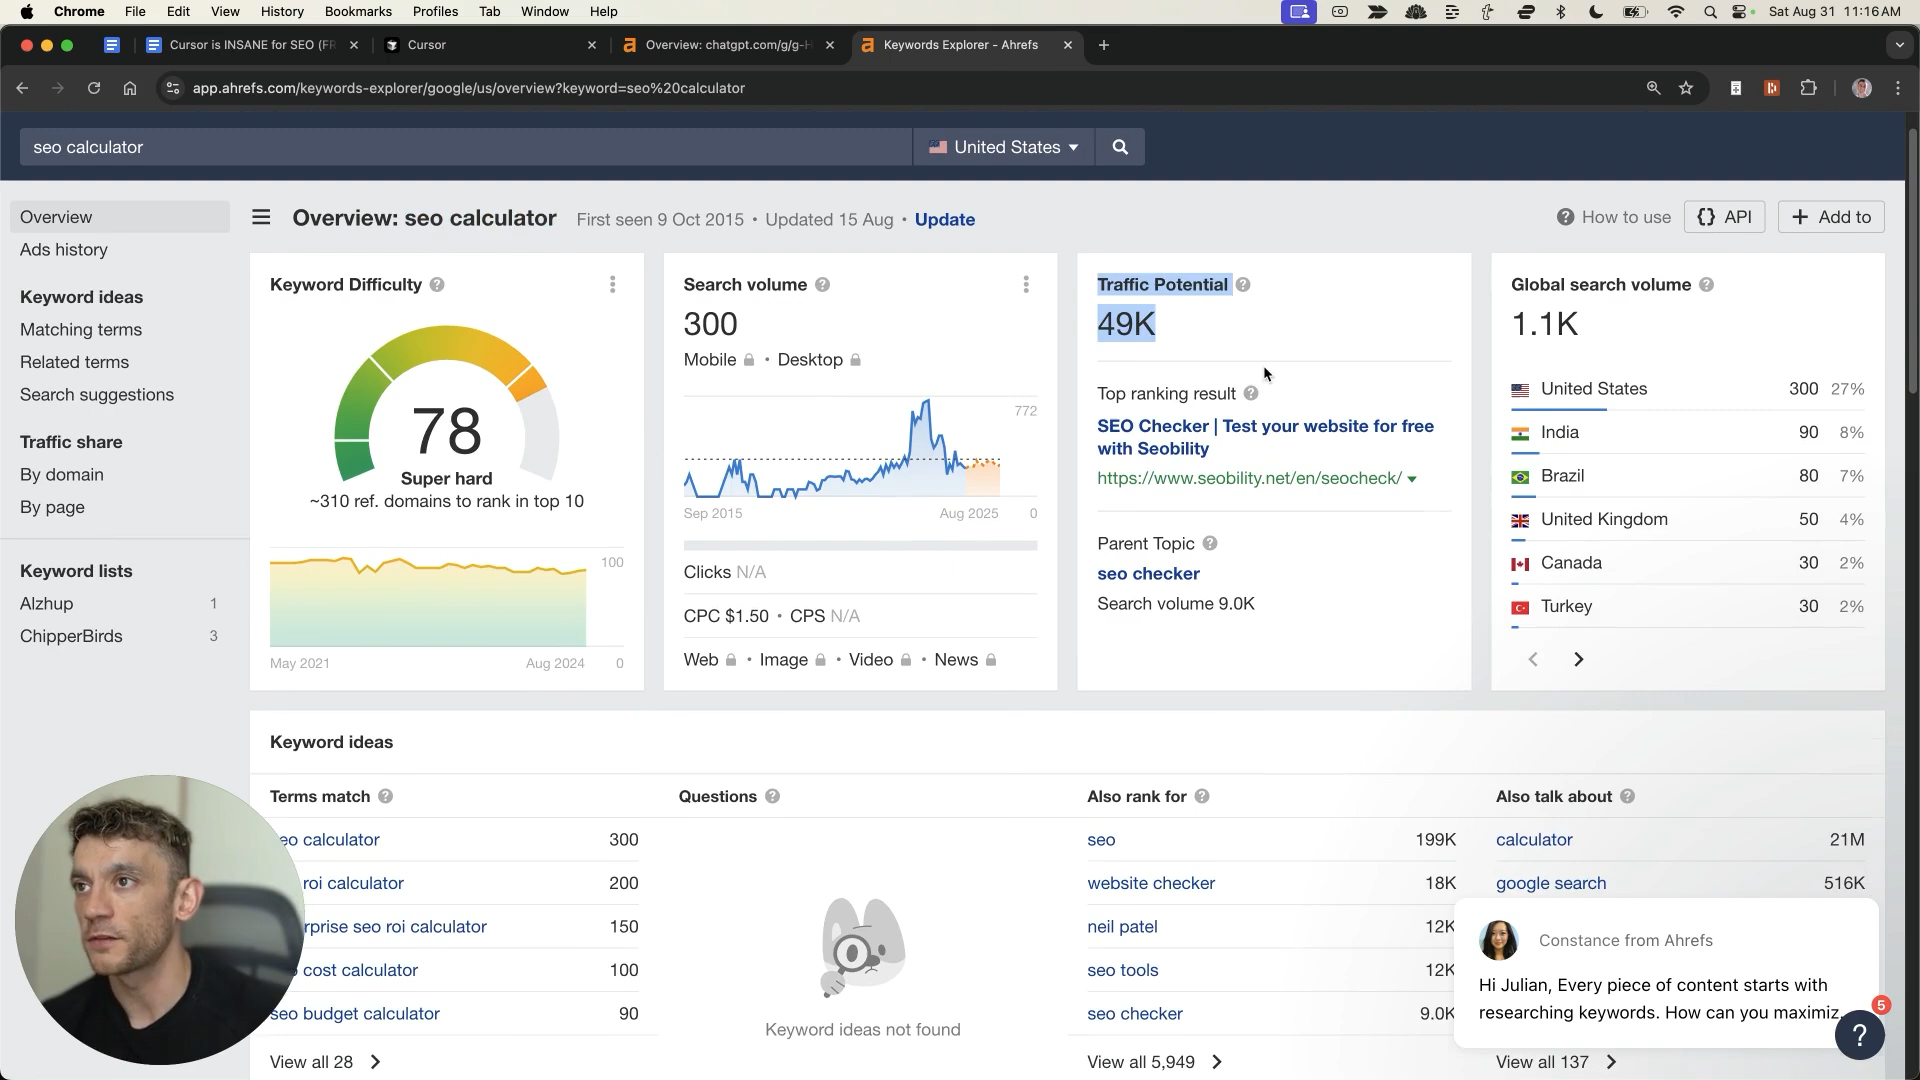 Chrome File Edit View History Bookmarks Profiles Tab Window Help Sat Aug 31 11:16 AM
Cursor is INSANE for SEO (FR Cursor Overview: chatgpt.com/g/g-H Keywords Explorer - Ahrefs
app.ahrefs.com/keywords-explorer/google/us/overview?keyword=seo%20calculator
seo calculator United States
Overview
Ads history
Keyword ideas
Matching terms
Related terms
Search suggestions
Traffic share
By domain
By page
Keyword lists
Alzhup 1
ChipperBirds 3
Overview: seo calculator First seen 9 Oct 2015 • Updated 15 Aug • Update
How to use {} API + Add to
Keyword Difficulty
78
Super hard
~310 ref. domains to rank in top 10
100
May 2021 Aug 2024 0
Search volume
300
Mobile • Desktop
772
Sep 2015 Aug 2025 0
Clicks N/A
CPC $1.50 • CPS N/A
Web • Image • Video • News
Traffic Potential
49K
Top ranking result
SEO Checker | Test your website for free
with Seobility
https://www.seobility.net/en/seocheck/
Parent Topic
seo checker
Search volume 9.0K
Global search volume
1.1K
United States 300 27%
India 90 8%
Brazil 80 7%
United Kingdom 50 4%
Canada 30 2%
Turkey 30 2%
Keyword ideas
Terms match
eo calculator 300
roi calculator 200
rprise seo roi calculator 150
cost calculator 100
seo budget calculator 90
View all 28
Questions
Keyword ideas not found
Also rank for
seo 199K
website checker 18K
neil patel 12K
seo tools 12K
seo checker 9.0K
View all 5,949
Also talk about
calculator 21M
google search 516K
View all 137
Constance from Ahrefs
Hi Julian, Every piece of content starts with
researching keywords. How can you maximiz...
5
?